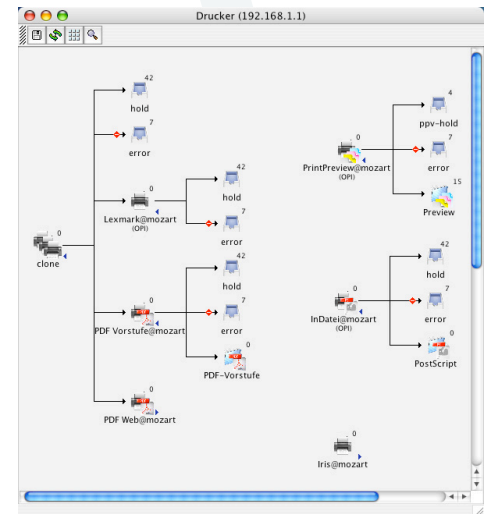 Drucker (192.168.1.1)
42
hold
7
error
0
Lexmark@mozart
(OPI)
42
hold
7
error
0
clone
0
PDF Vorstufe@mozart
42
hold
7
error
0
PDF-Vorstufe
0
PDF Web@mozart
0
PrintPreview@mozart
(OPI)
4
ppv-hold
7
error
15
Preview
0
InDatei@mozart
(OPI)
42
hold
7
error
0
PostScript
0
Iris@mozart